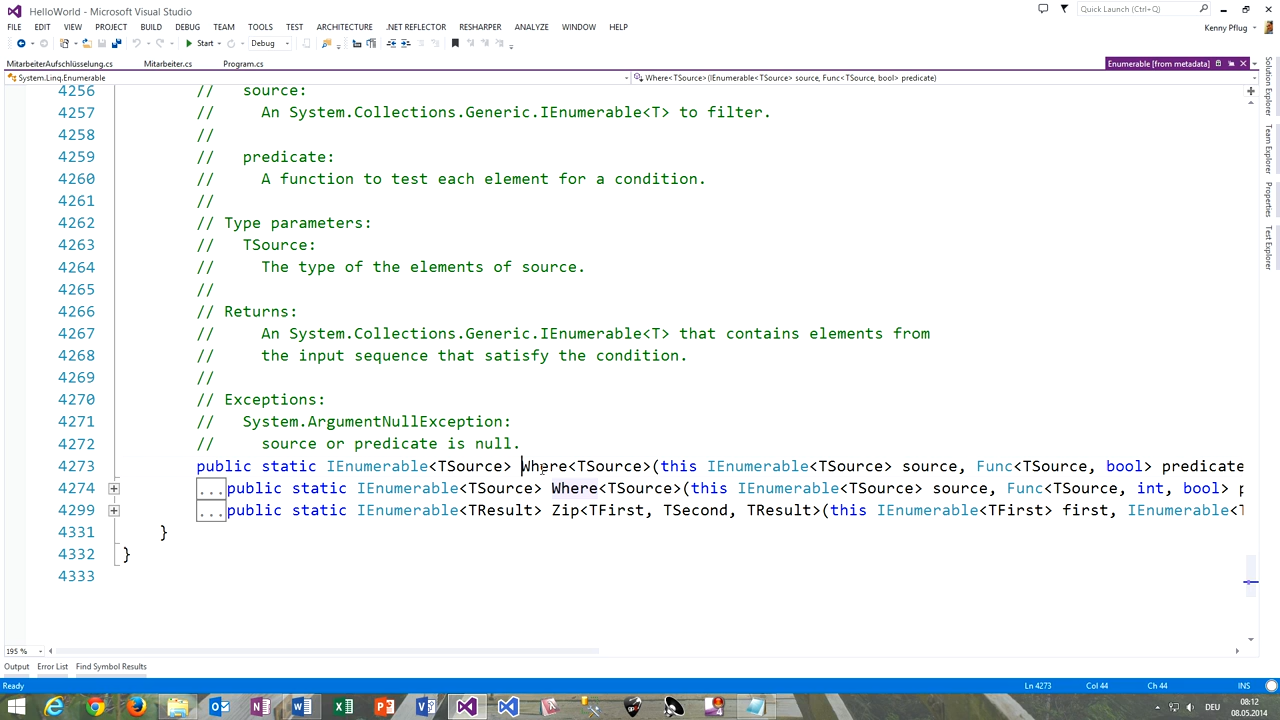 HelloWorld - Microsoft Visual Studio
Quick Launch (Ctrl+Q)
FILE EDIT VIEW PROJECT BUILD DEBUG TEAM TOOLS TEST ARCHITECTURE .NET REFLECTOR RESHARPER ANALYZE WINDOW HELP
Kenny Pflug
Start Debug
MitarbeiterAufschlüsselung.cs Mitarbeiter.cs Program.cs Enumerable [from metadata]
System.Linq.Enumerable Where<TSource>(IEnumerable<TSource> source, Func<TSource, bool> predicate)
4256 // source:
4257 // An System.Collections.Generic.IEnumerable<T> to filter.
4258 //
4259 // predicate:
4260 // A function to test each element for a condition.
4261 //
4262 // Type parameters:
4263 // TSource:
4264 // The type of the elements of source.
4265 //
4266 // Returns:
4267 // An System.Collections.Generic.IEnumerable<T> that contains elements from
4268 // the input sequence that satisfy the condition.
4269 //
4270 // Exceptions:
4271 // System.ArgumentNullException:
4272 // source or predicate is null.
4273 public static IEnumerable<TSource> Where<TSource>(this IEnumerable<TSource> source, Func<TSource, bool> predicate
4274 ...public static IEnumerable<TSource> Where<TSource>(this IEnumerable<TSource> source, Func<TSource, int, bool> p
4299 ...public static IEnumerable<TResult> Zip<TFirst, TSecond, TResult>(this IEnumerable<TFirst> first, IEnumerable<T
4331 }
4332 }
4333
Solution Explorer
Team Explorer
Properties
Test Explorer
195 %
Output Error List Find Symbol Results
Ready Ln 4273 Col 44 Ch 44 INS
DEU
08:12
08.05.2014